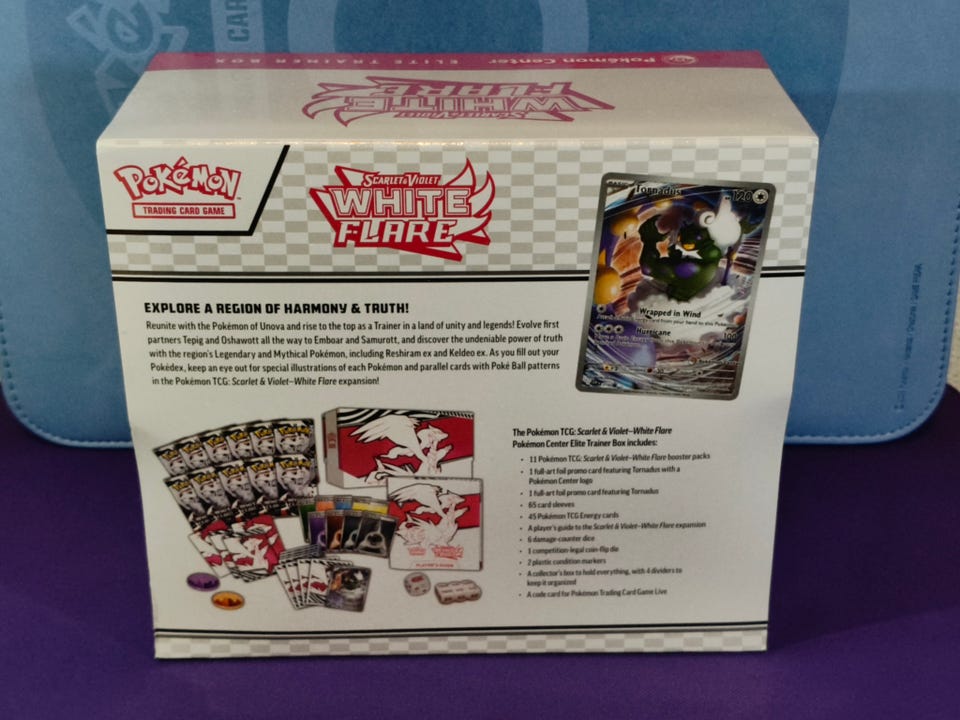 CAR
CAR
Pokémon Center
ELITE TRAINER BOX
SCARLET & VIOLET
WHITE
FLARE
POKÉMON
TRADING CARD GAME
SCARLET & VIOLET
WHITE
FLARE
BASIC
Tornadus
120
Wrapped in Wind
Hurricane
100
EXPLORE A REGION OF HARMONY & TRUTH!
Reunite with the Pokémon of Unova and rise to the top as a Trainer in a land of unity and legends! Evolve first
partners Tepig and Oshawott all the way to Emboar and Samurott, and discover the undeniable power of truth
with the region's Legendary and Mythical Pokémon, including Reshiram ex and Keldeo ex. As you fill out your
Pokédex, keep an eye out for special illustrations of each Pokémon and parallel cards with Poké Ball patterns
in the Pokémon TCG: Scarlet & Violet—White Flare expansion!
The Pokémon TCG: Scarlet & Violet—White Flare
Pokémon Center Elite Trainer Box includes:
• 11 Pokémon TCG: Scarlet & Violet—White Flare booster packs
• 1 full-art foil promo card featuring Tornadus with a
Pokémon Center logo
• 1 full-art foil promo card featuring Tornadus
• 65 card sleeves
• 45 Pokémon TCG Energy cards
• A player's guide to the Scarlet & Violet—White Flare expansion
• 6 damage-counter dice
• 1 competition-legal coin-flip die
• 2 plastic condition markers
• A collector's box to hold everything, with 4 dividers to
keep it organized
• A code card for Pokémon Trading Card Game Live
PLAYER'S GUIDE